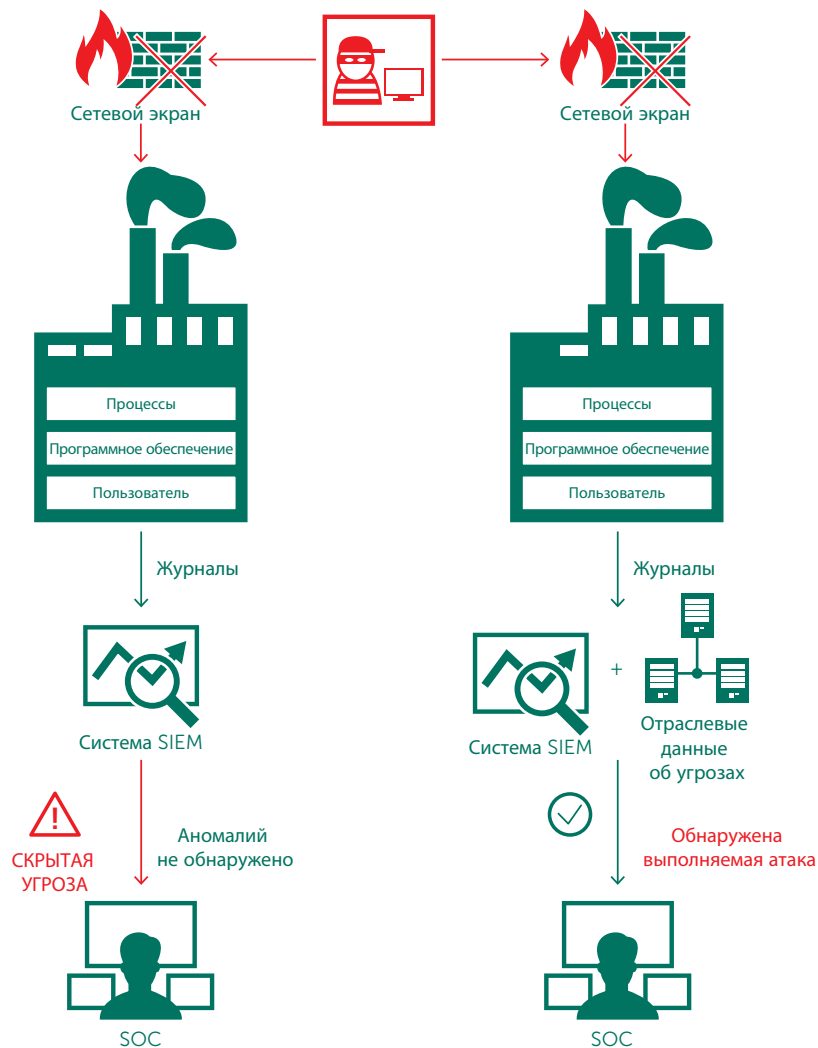 Сетевой экран
Процессы
Программное обеспечение
Пользователь
Журналы
Система SIEM
СКРЫТАЯ
УГРОЗА
Аномалий
не обнаружено
SOC
Сетевой экран
Процессы
Программное обеспечение
Пользователь
Журналы
Система SIEM
+
Отраслевые
данные
об угрозах
Обнаружена
выполняемая атака
SOC